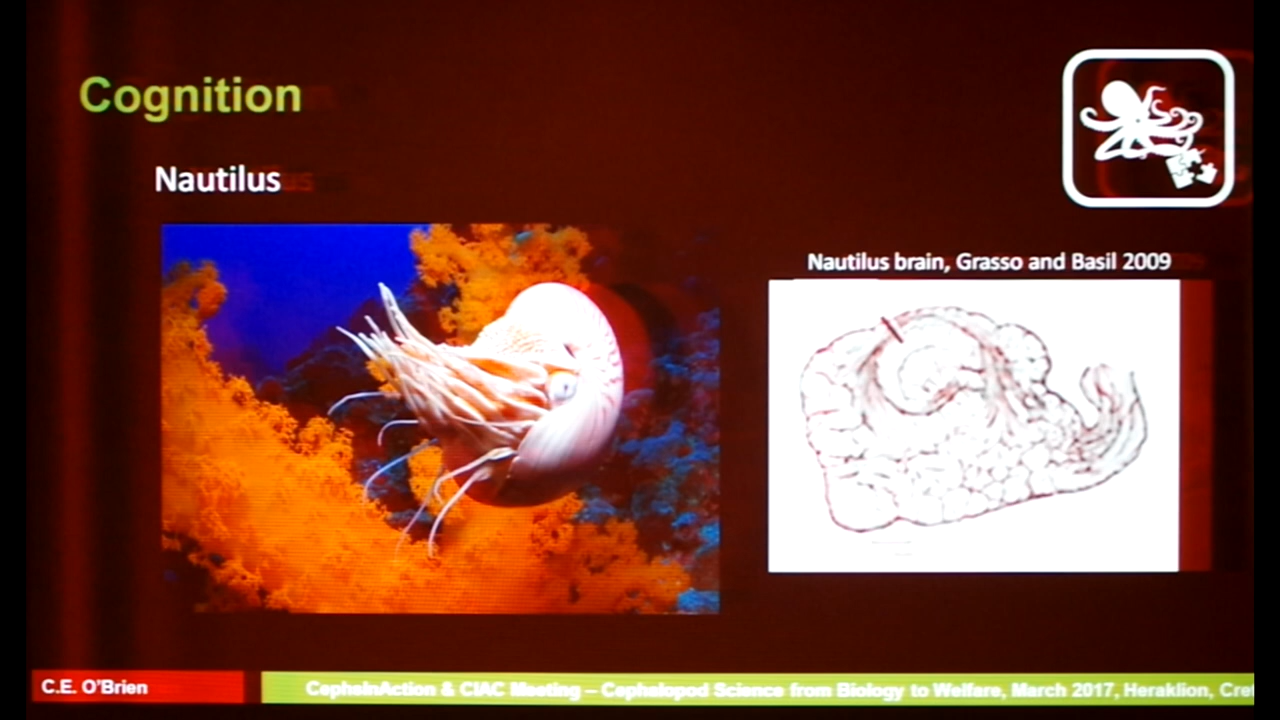 Cognition
Nautilus
Nautilus brain, Grasso and Basil 2009
C.E. O'Brien
CephsInAction & CIAC Meeting – Cephalopod Science from Biology to Welfare, March 2017, Heraklion, Cre